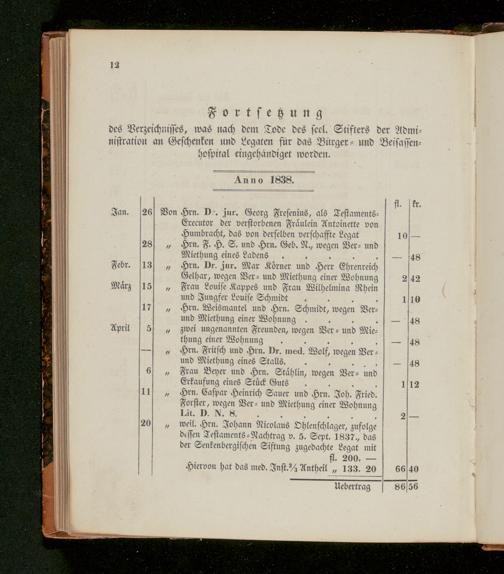 12
Fortsetzung
des Verzeichnisses, was nach dem Tode des seel. Stifters der Admi-
nistration an Geschenken und Legaten für das Bürger- und Beisassen-
hospital eingehändiget worden.
Anno 1838.
fl. kr.
Jan. 26 Von Hrn. Dr. jur. Georg Fresenius, als Testaments-
Executor der verstorbenen Fräulein Antoinette von
Humbracht, das von derselben verschaffte Legat 10 —
28 „ Hrn. F. H. S. und Hrn. Geb. N., wegen Ver- und
Miethung eines Ladens . . . . . — 48
Febr. 13 „ Hrn. Dr. jur. Max Körner und Herr Ehrenreich
Gelhar, wegen Ver- und Miethung einer Wohnung 2 42
März 15 „ Frau Louise Kappes und Frau Wilhelmina Rhein
und Jungfer Louise Schmidt . . . . 1 10
17 „ Hrn. Weismantel und Hrn. Schmidt, wegen Ver-
und Miethung einer Wohnung . . . . — 48
April 5 „ zwei ungenannten Freunden, wegen Ver- und Mie-
thung einer Wohnung . . . . . — 48
— „ Hrn. Fritsch und Hrn. Dr. med. Wolf, wegen Ver-
und Miethung eines Stalls. . . . . — 48
6 „ Frau Beyer und Hrn. Stählin, wegen Ver- und
Erkaufung eines Stück Guts . . . . 1 12
11 „ Hrn. Caspar Heinrich Sauer und Hrn. Joh. Fried.
Forster, wegen Ver- und Miethung einer Wohnung
Lit. D. N. 8. . . . . . . 2 —
20 „ weil. Hrn. Johann Nicolaus Ohlenschlager, zufolge
dessen Testaments-Nachtrag v. 5. Sept. 1837., das
der Senkenbergischen Stiftung zugedachte Legat mit
fl. 200. —
Hiervon hat das med. Inst. ⅔ Antheil „ 133. 20 66 40
Uebertrag 86 56